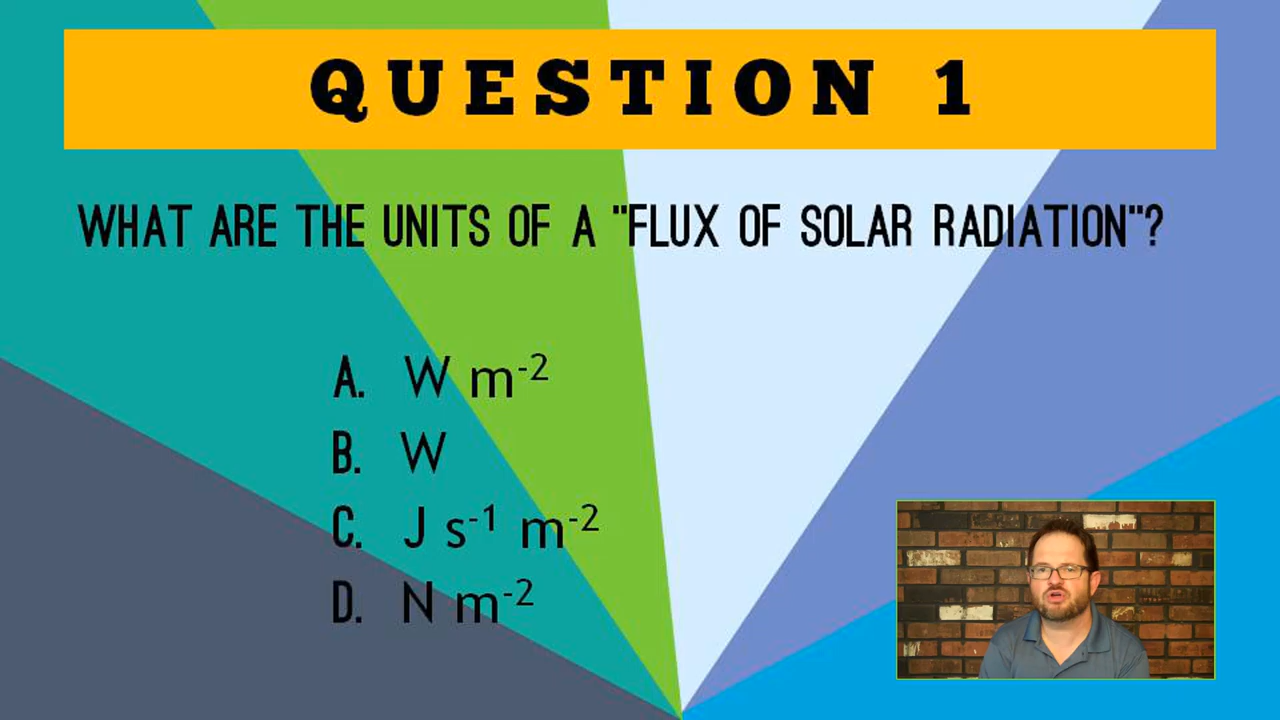 QUESTION 1
WHAT ARE THE UNITS OF A "FLUX OF SOLAR RADIATION"?
A. W m⁻²
B. W
C. J s⁻¹ m⁻²
D. N m⁻²